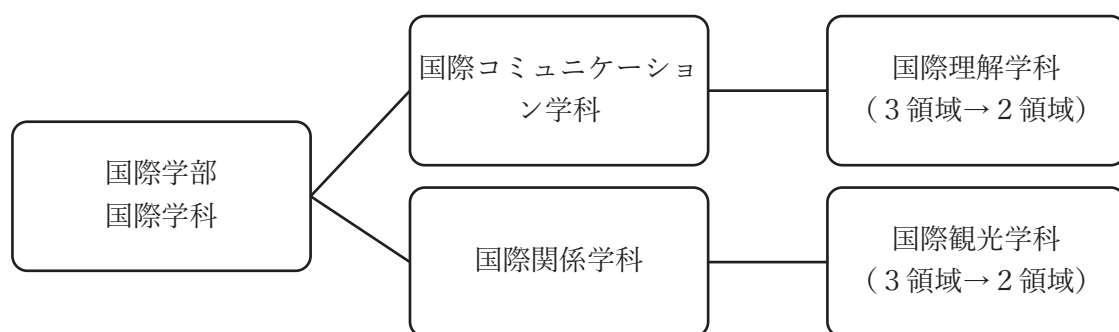 国際学部
国際学科
国際コミュニケーショ
ン学科
国際関係学科
国際理解学科
(3領域→2領域)
国際観光学科
(3領域→2領域)